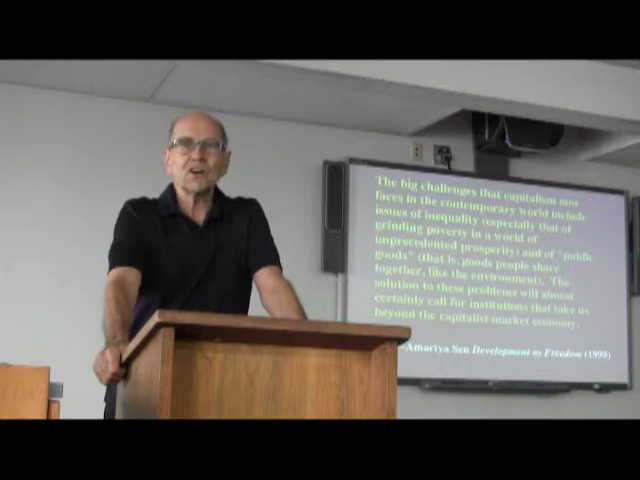 The big challenges that capitalism now
faces in the contemporary world include
issues of inequality (especially that of
grinding poverty in a world of
unprecedented prosperity) and of "public
goods" (that is, goods people share
together, like the environment). The
solution to these problems will almost
certainly call for institutions that take us
beyond the capitalist market economy.
Amartya Sen Development as Freedom (1999)